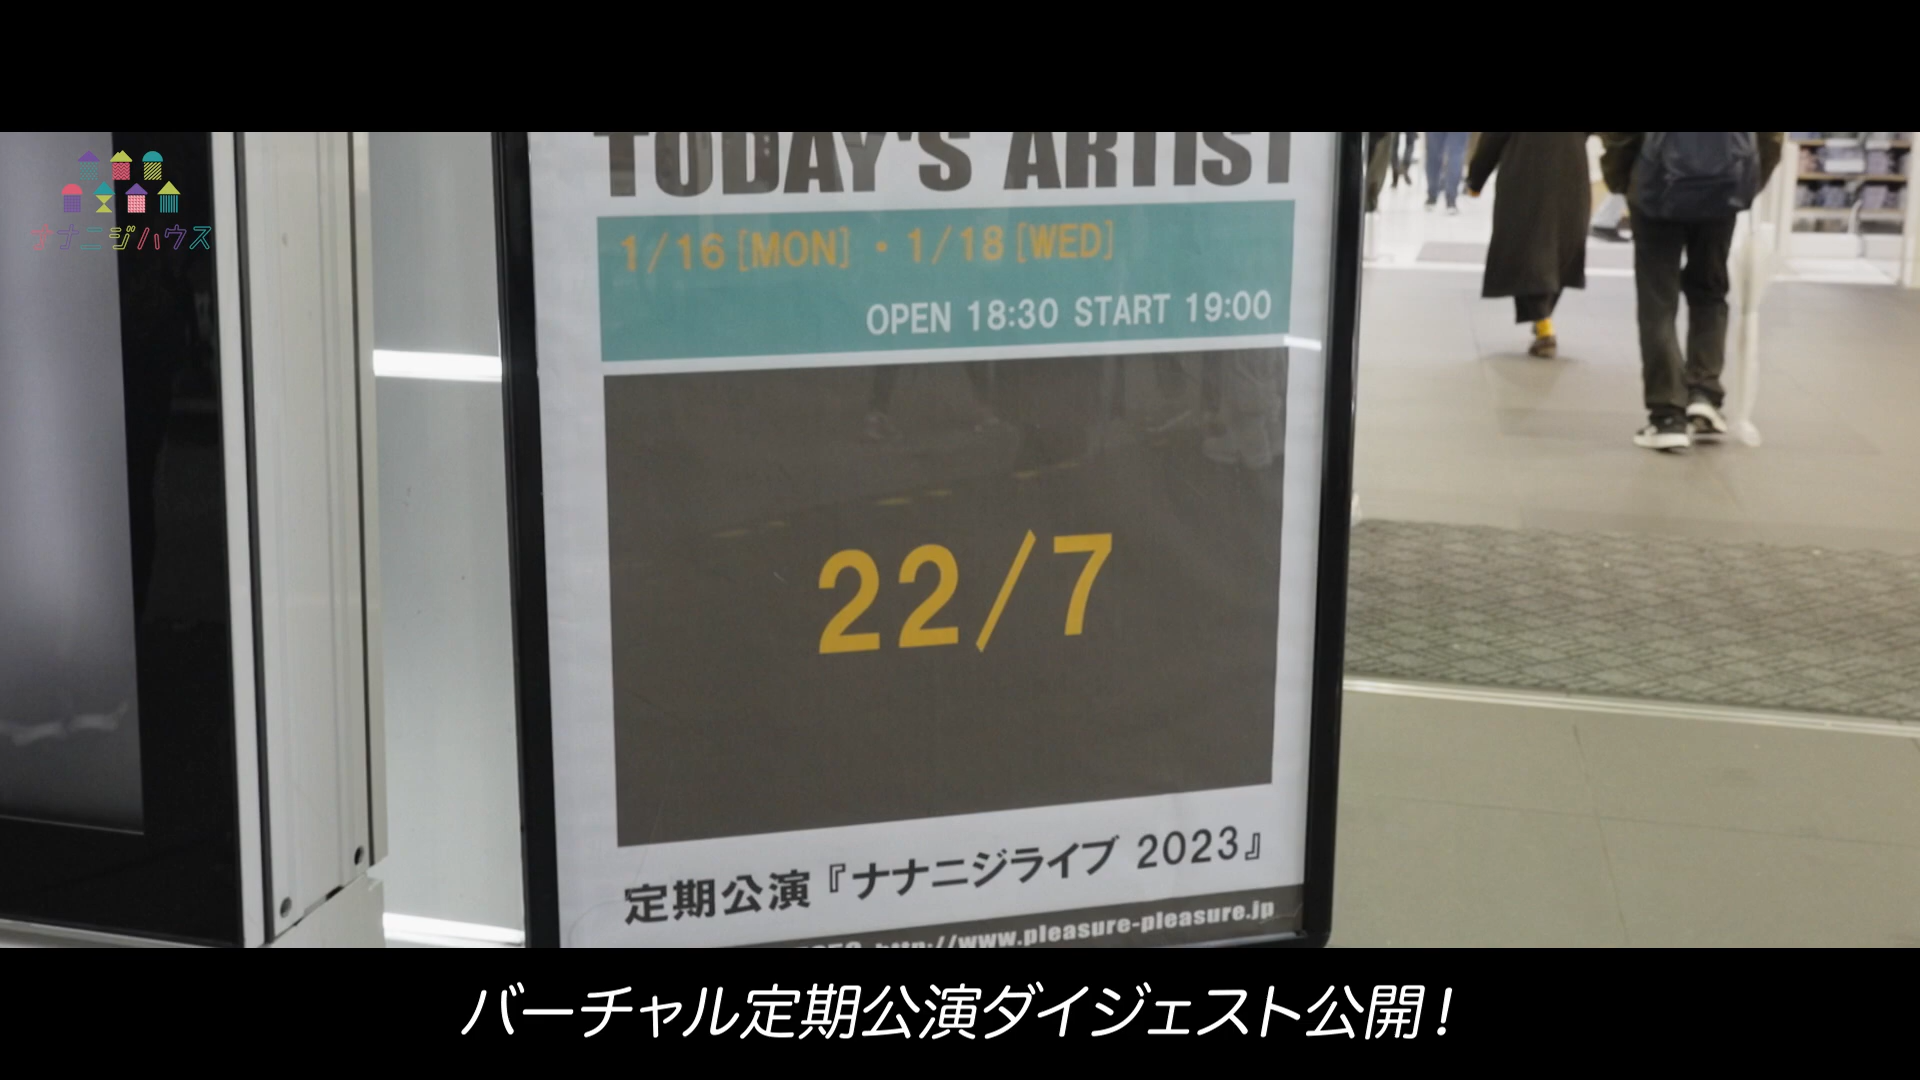 TODAY'S ARTIST
ナナニジハウス
1/16[MON]・1/18[WED]
OPEN 18:30 START 19:00
22/7
定期公演『ナナニジライブ 2023』
http://www.pleasure-pleasure.jp
バーチャル定期公演ダイジェスト公開!